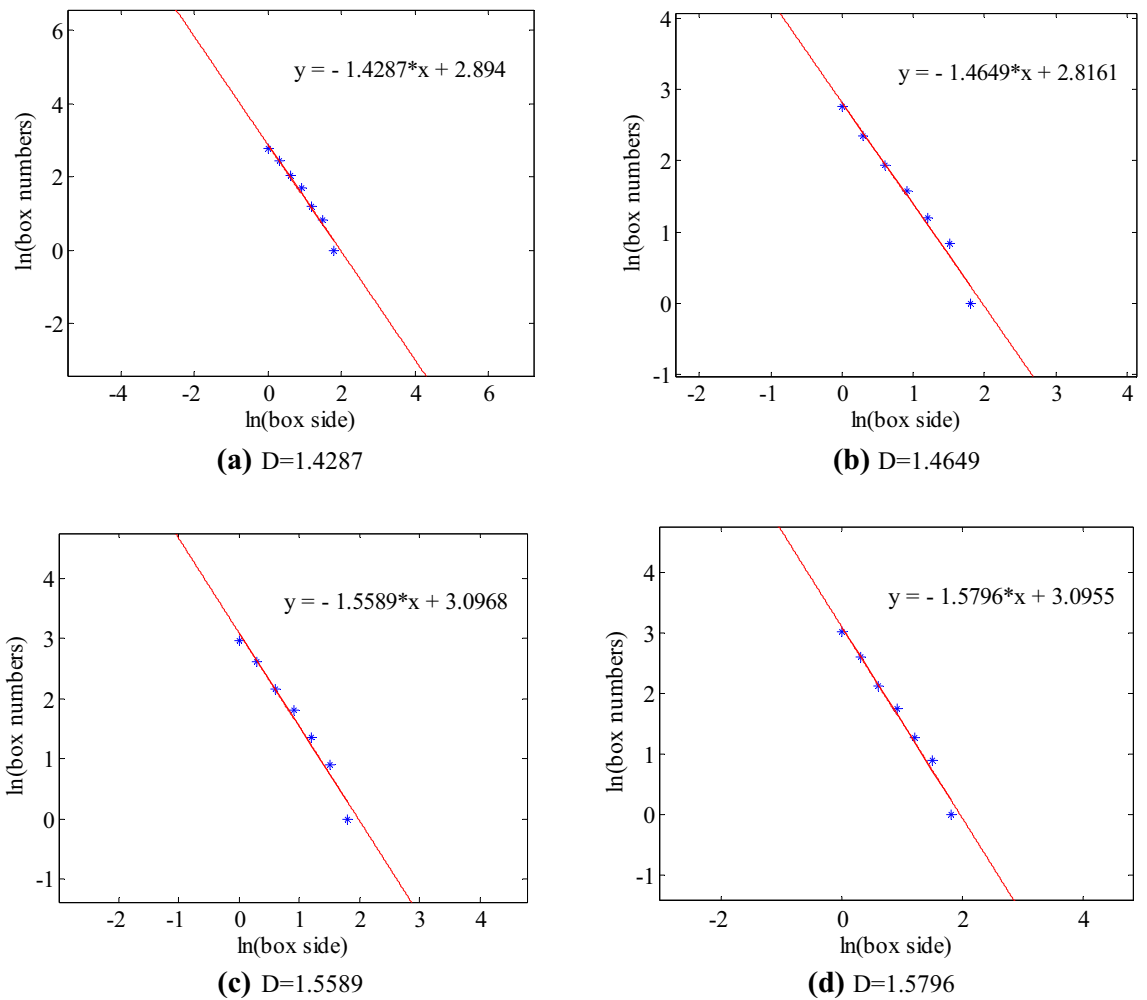 y = - 1.4287*x + 2.894
ln(box numbers)
6
4
2
0
-2
-4 -2 0 2 4 6
ln(box side)
(a) D=1.4287
y = - 1.4649*x + 2.8161
ln(box numbers)
4
3
2
1
0
-1
-2 -1 0 1 2 3 4
ln(box side)
(b) D=1.4649
y = - 1.5589*x + 3.0968
ln(box numbers)
4
3
2
1
0
-1
-2 -1 0 1 2 3 4
ln(box side)
(c) D=1.5589
y = - 1.5796*x + 3.0955
ln(box numbers)
4
3
2
1
0
-1
-2 0 2 4
ln(box side)
(d) D=1.5796